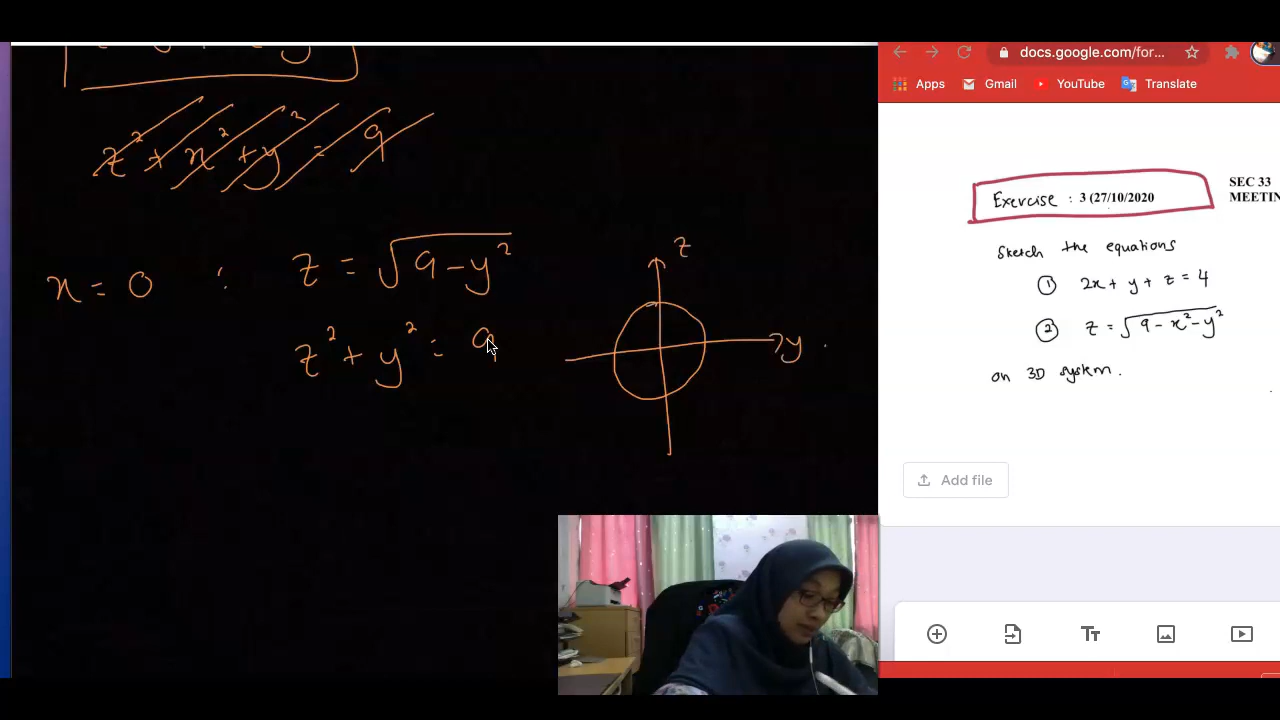 z² + x² + y² = 9
x = 0 : z = √(9 − y²)
z² + y² = 9
z
y
docs.google.com/for...
Apps Gmail YouTube Translate
Exercise : 3 (27/10/2020
SEC 33
Sketch the equations
① 2x + y + z = 4
② z = √(9 − x² − y²)
on 3D system.
Add file
Tт